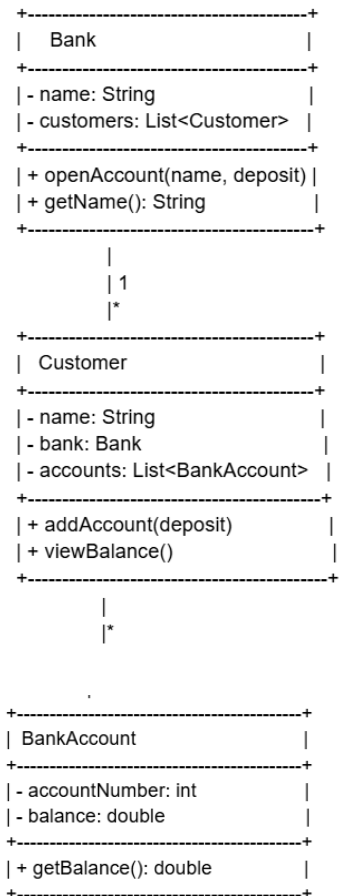 +-----------------------------------------+
| Bank |
+-----------------------------------------+
| - name: String |
| - customers: List<Customer> |
+-----------------------------------------+
| + openAccount(name, deposit) |
| + getName(): String |
+------------------------------------------+
|
| 1
|*
+------------------------------------------+
| Customer |
+------------------------------------------+
| - name: String |
| - bank: Bank |
| - accounts: List<BankAccount> |
+-------------------------------------------+
| + addAccount(deposit) |
| + viewBalance() |
+--------------------------------------------+
|
|*
.
+------------------------------------------+
| BankAccount |
+------------------------------------------+
| - accountNumber: int |
| - balance: double |
+------------------------------------------+
| + getBalance(): double |
+------------------------------------------+